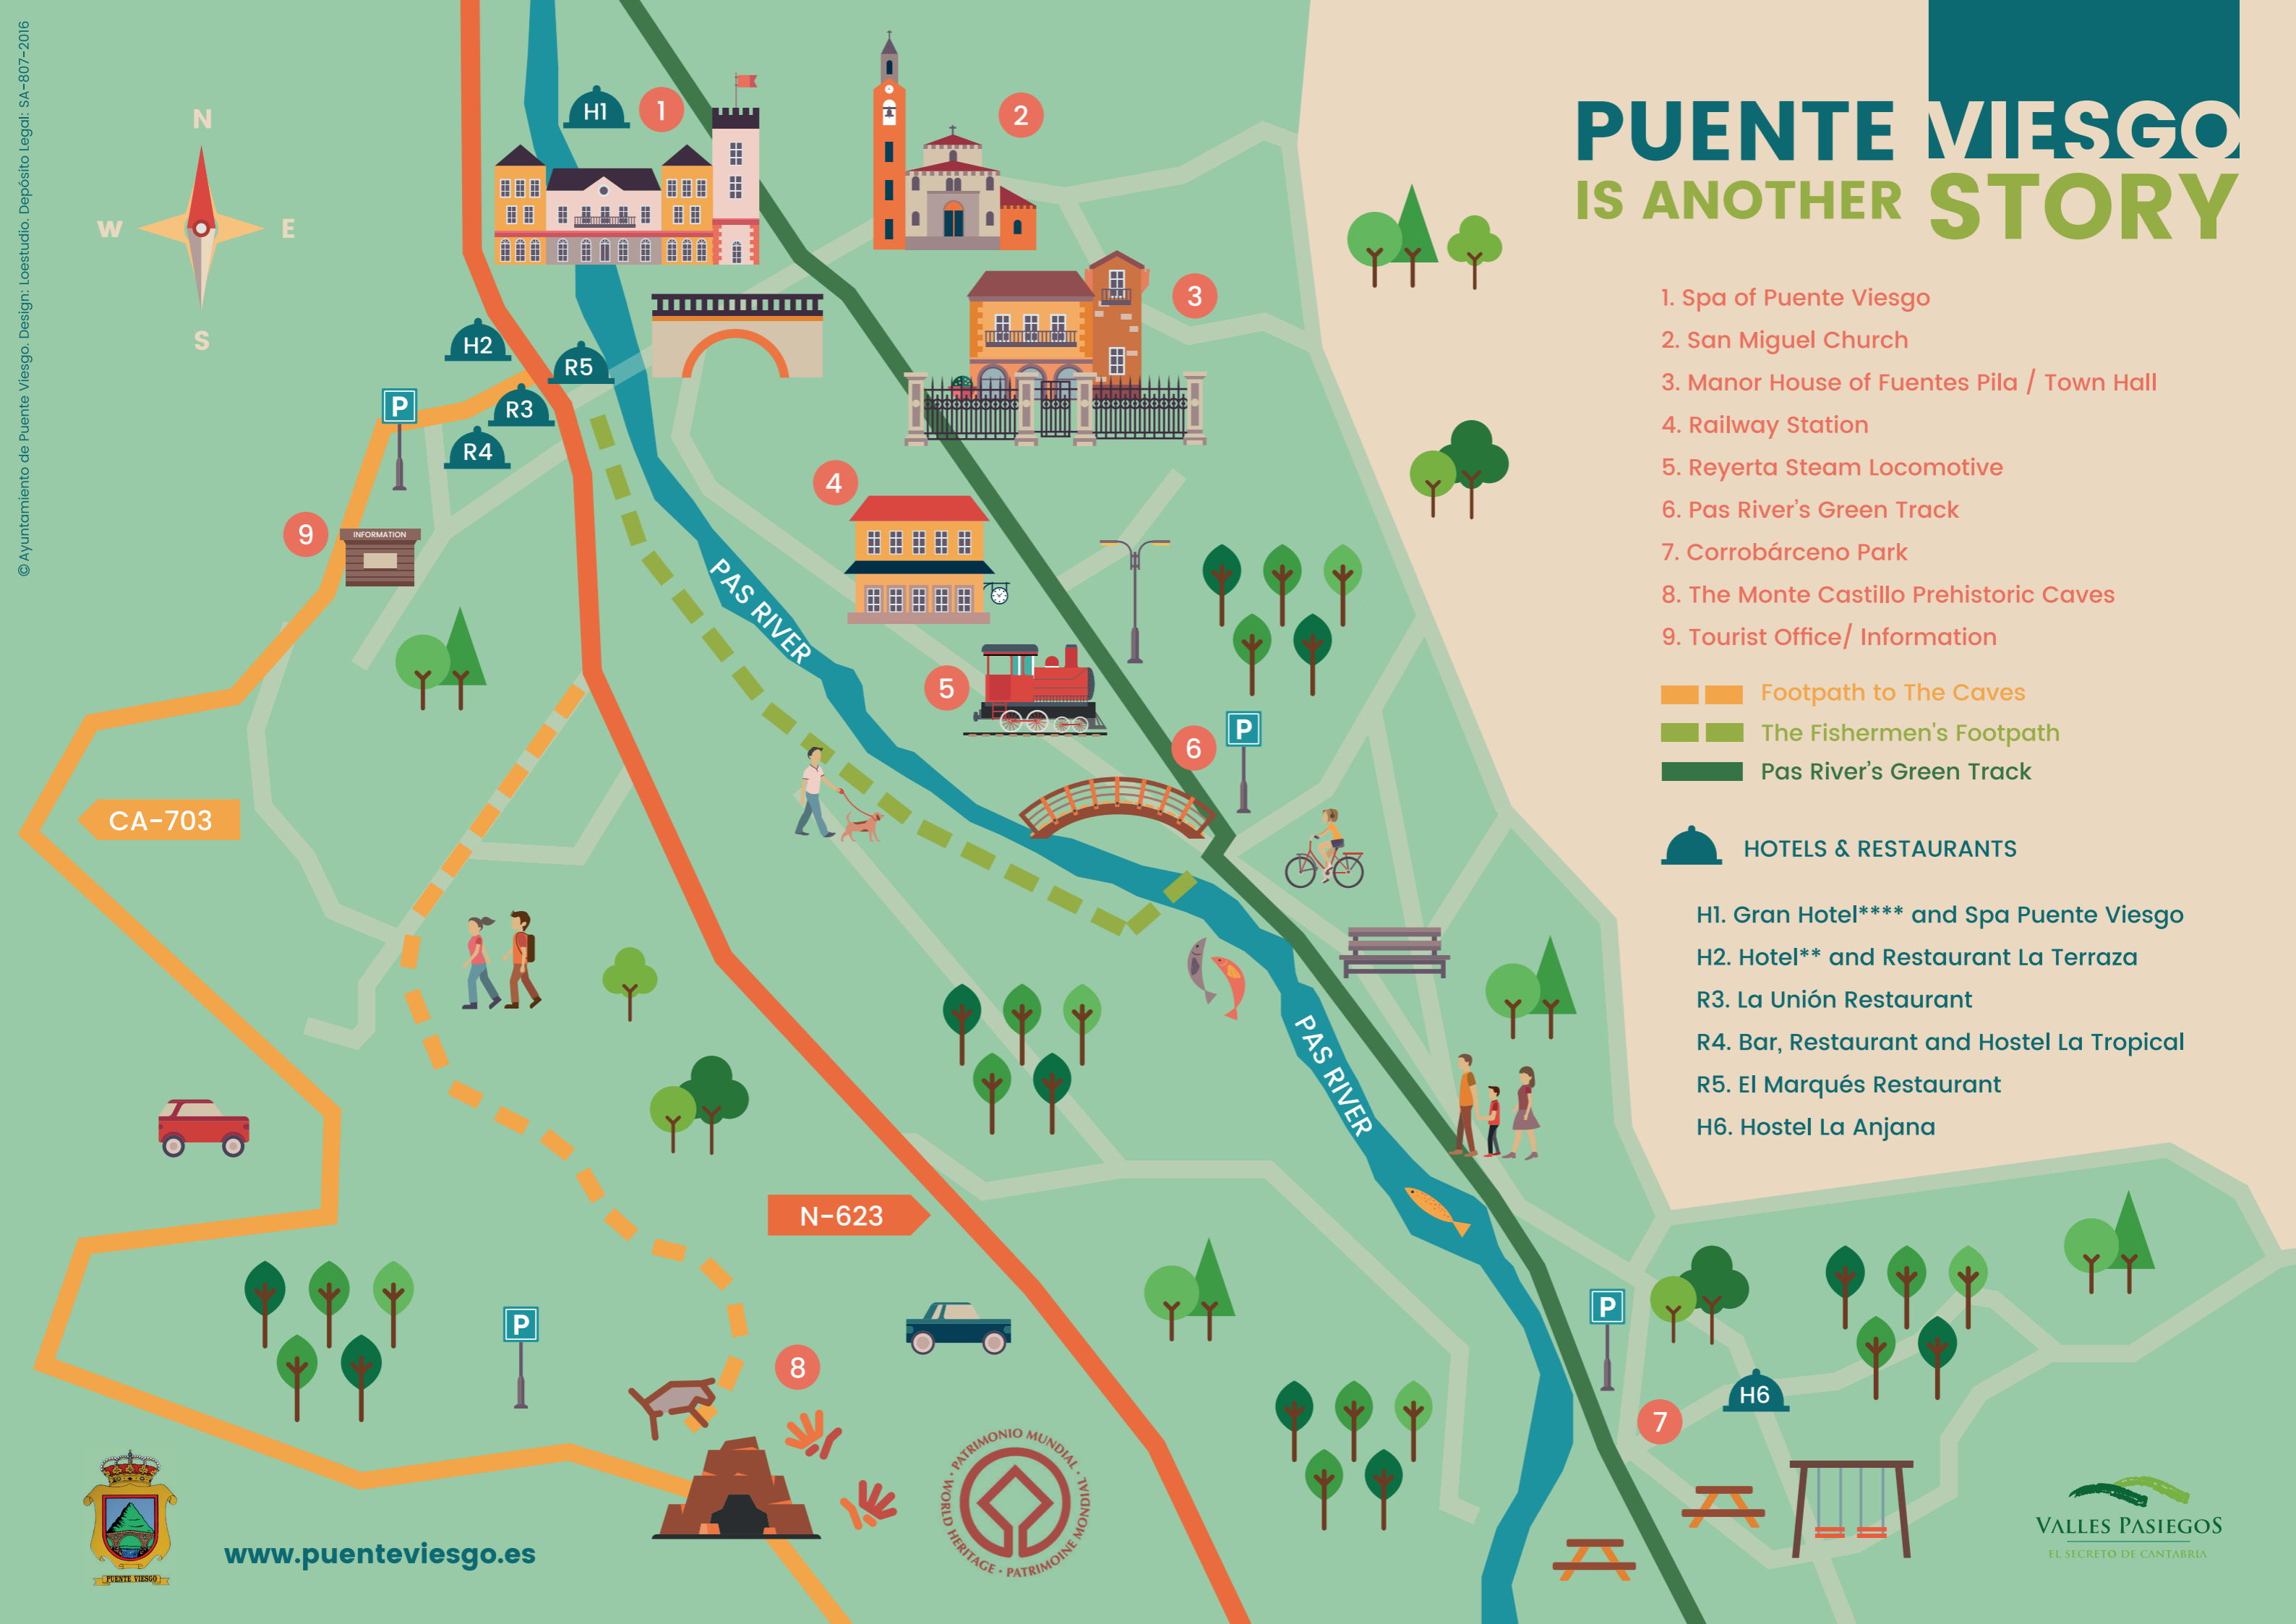 © Ayuntamiento de Puente Viesgo. Design: Loestudio. Depósito Legal: SA-807-2016
N
W
E
S
PUENTE VIESGO
IS ANOTHER STORY
1. Spa of Puente Viesgo
2. San Miguel Church
3. Manor House of Fuentes Pila / Town Hall
4. Railway Station
5. Reyerta Steam Locomotive
6. Pas River's Green Track
7. Corrobárceno Park
8. The Monte Castillo Prehistoric Caves
9. Tourist Office/ Information
Footpath to The Caves
The Fishermen's Footpath
Pas River's Green Track
HOTELS & RESTAURANTS
H1. Gran Hotel**** and Spa Puente Viesgo
H2. Hotel** and Restaurant La Terraza
R3. La Unión Restaurant
R4. Bar, Restaurant and Hostel La Tropical
R5. El Marqués Restaurant
H6. Hostel La Anjana
H1
1
2
3
H2
R5
P
R3
R4
4
9
INFORMATION
PAS RIVER
5
6
P
CA-703
PAS RIVER
N-623
P
P
8
H6
7
PUENTE VIESGO
www.puenteviesgo.es
WORLD HERITAGE · PATRIMONIO MUNDIAL · PATRIMOINE MONDIAL ·
VALLES PASIEGOS
EL SECRETO DE CANTABRIA